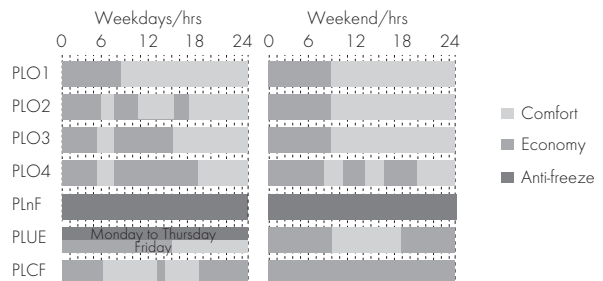 Weekdays/hrs Weekend/hrs
0 6 12 18 24 0 6 12 18 24
PLO1
PLO2
Comfort
PLO3
Economy
PLO4
Anti-freeze
PLnF
PLUE Monday to Thursday
Friday
PLCF